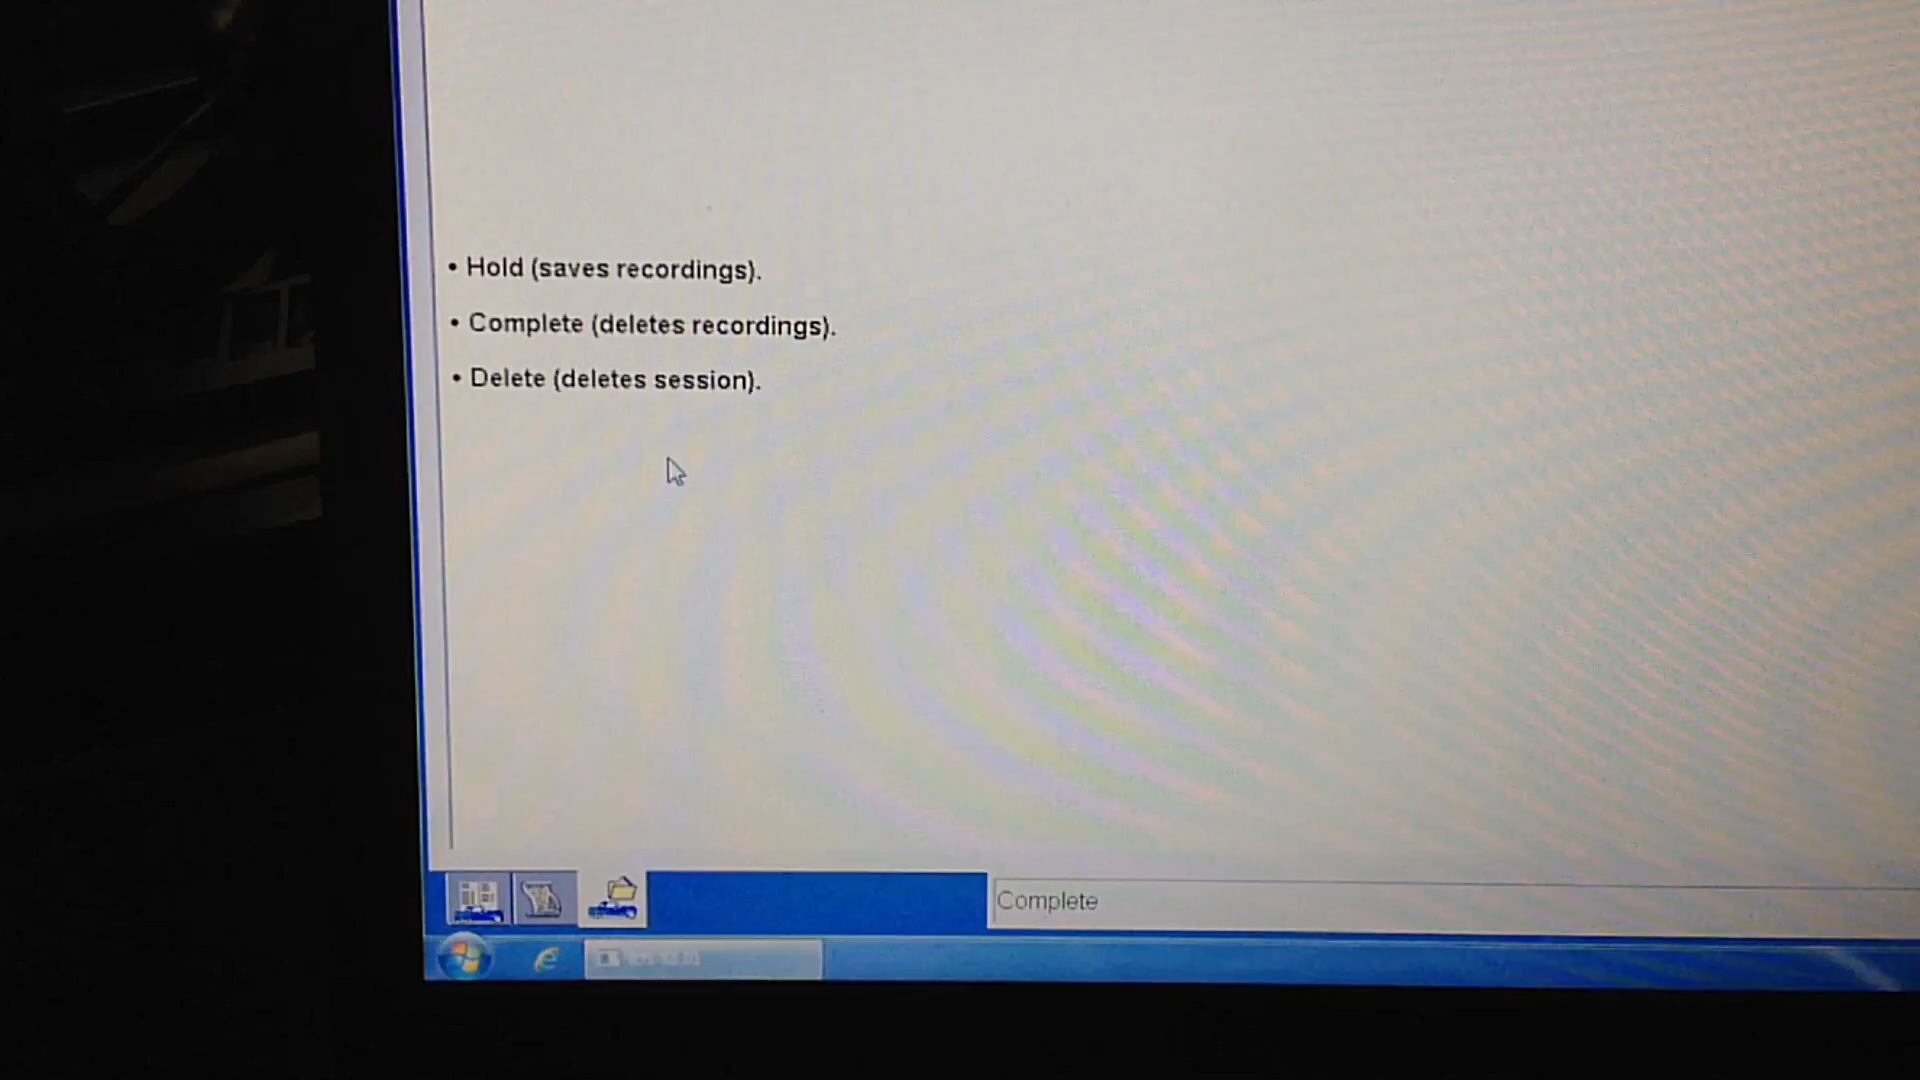 • Hold (saves recordings).
• Complete (deletes recordings).
• Delete (deletes session).
Complete